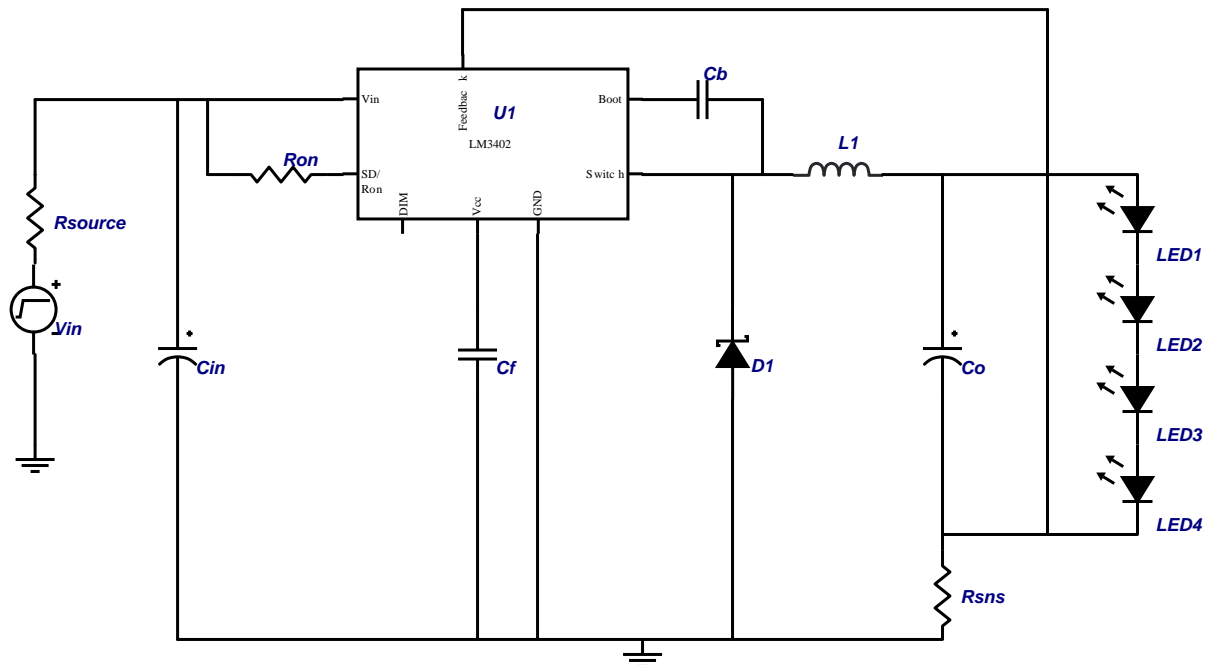 Cb
U1
LM3402
Feedbac k
Vin
Boot
L1
Ron
SD/
Ron
Switc h
DIM
Vcc
GND
Rsource
Vin
Cin
Cf
D1
Co
LED1
LED2
LED3
LED4
Rsns